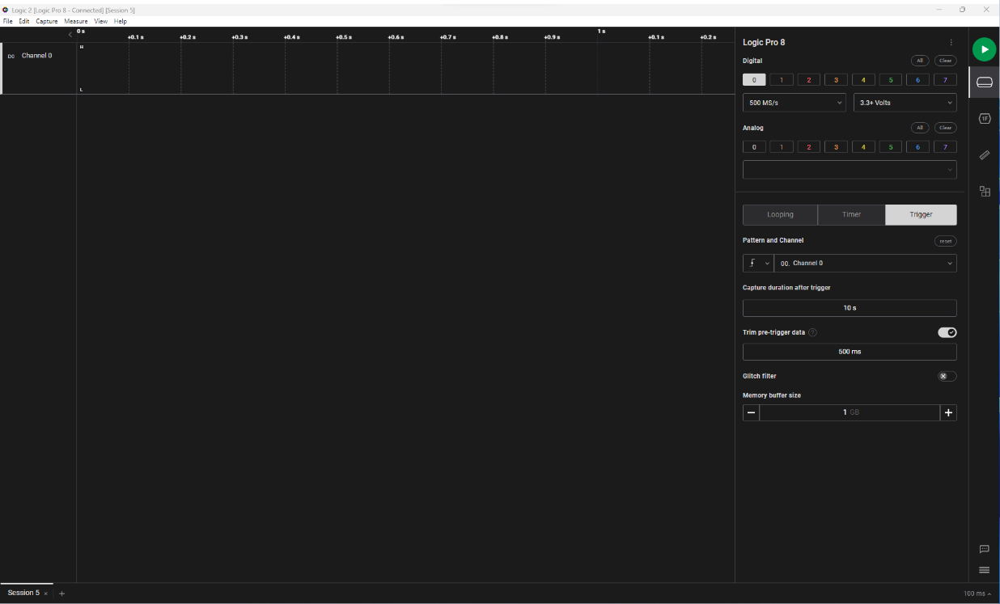 Logic 2 [Logic Pro 8 - Connected] [Session 5]
File Edit Capture Measure View Help
0 s 1 s
+0.1 s +0.2 s +0.3 s +0.4 s +0.5 s +0.6 s +0.7 s +0.8 s +0.9 s +0.1 s +0.2 s
D0 Channel 0
H
L
Logic Pro 8
Digital All Clear
0 1 2 3 4 5 6 7
500 MS/s 3.3+ Volts
Analog All Clear
0 1 2 3 4 5 6 7
Looping Timer Trigger
Pattern and Channel reset
00. Channel 0
Capture duration after trigger
10 s
Trim pre-trigger data ?
500 ms
Glitch filter
Memory buffer size
1 GB
1F
Session 5 × +
100 ms